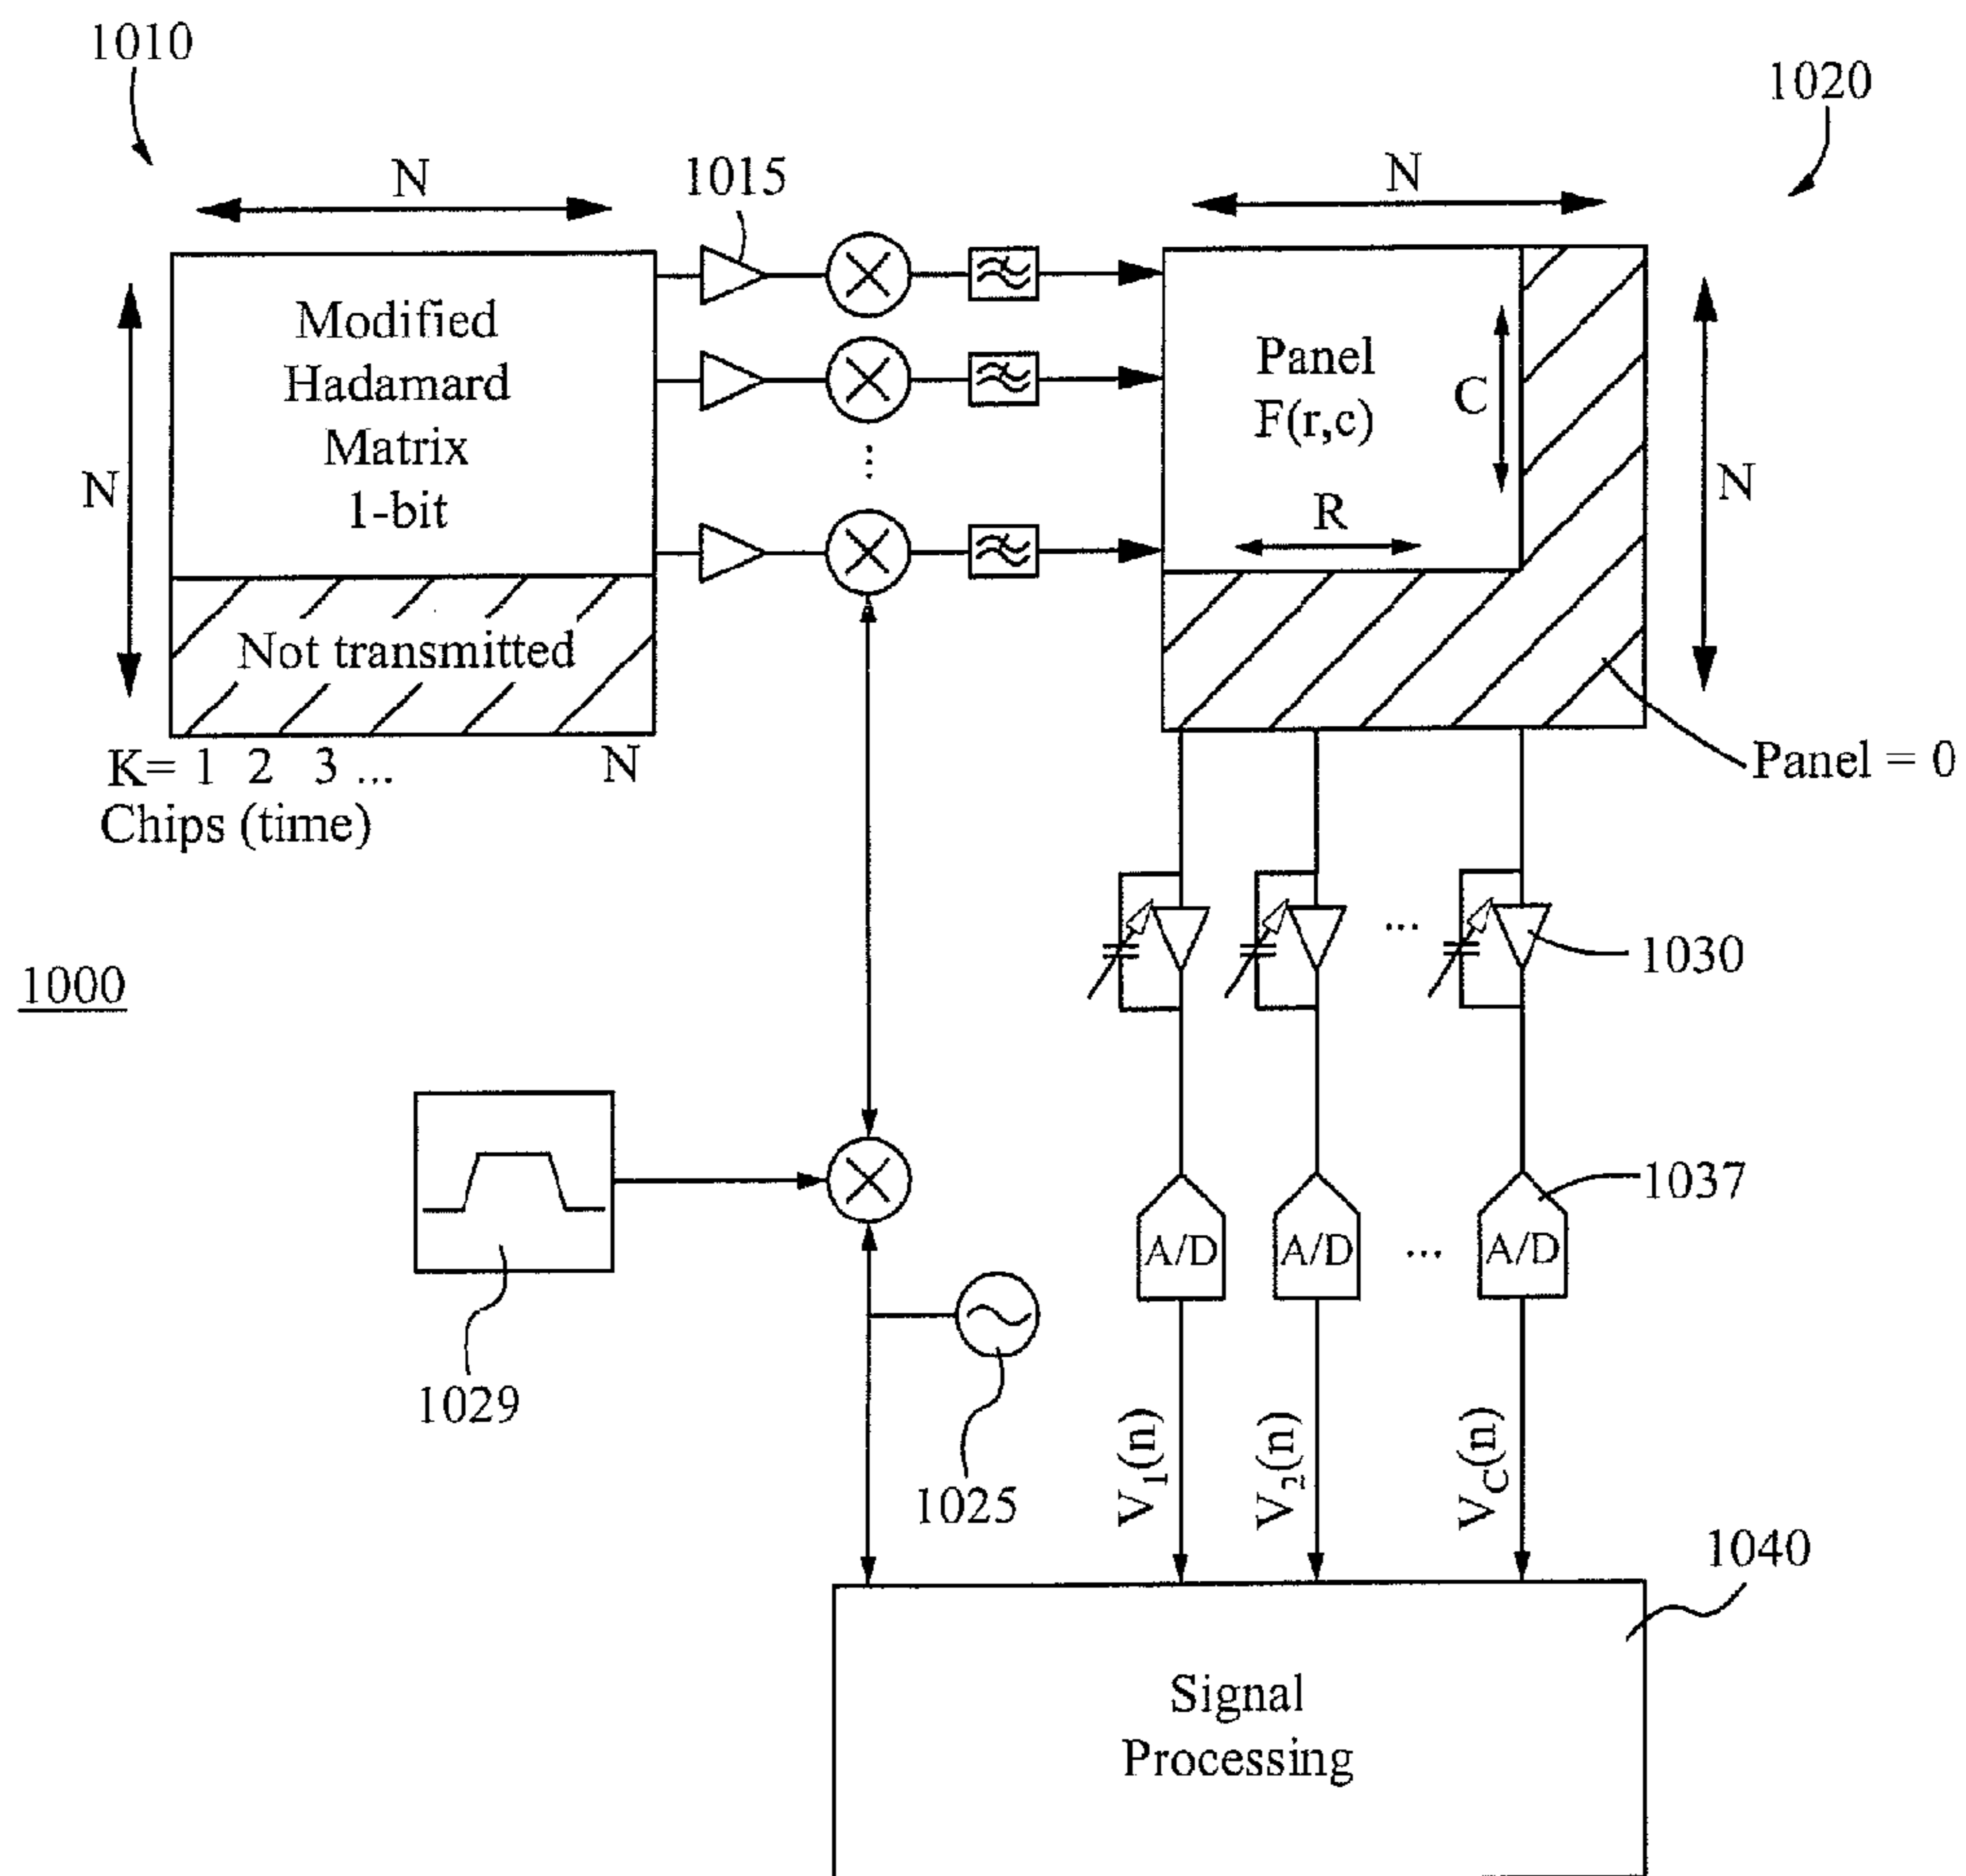 1010
1020
N
1015
N
Modified
Hadamard
Matrix
1-bit
N
Panel
F(r,c)
C
R
N
Not transmitted
K= 1 2 3 ... N
Chips (time)
Panel = 0
...
1030
1000
1037
A/D A/D ... A/D
1029
1025
V1(n)
V2(n)
VC(n)
1040
Signal
Processing